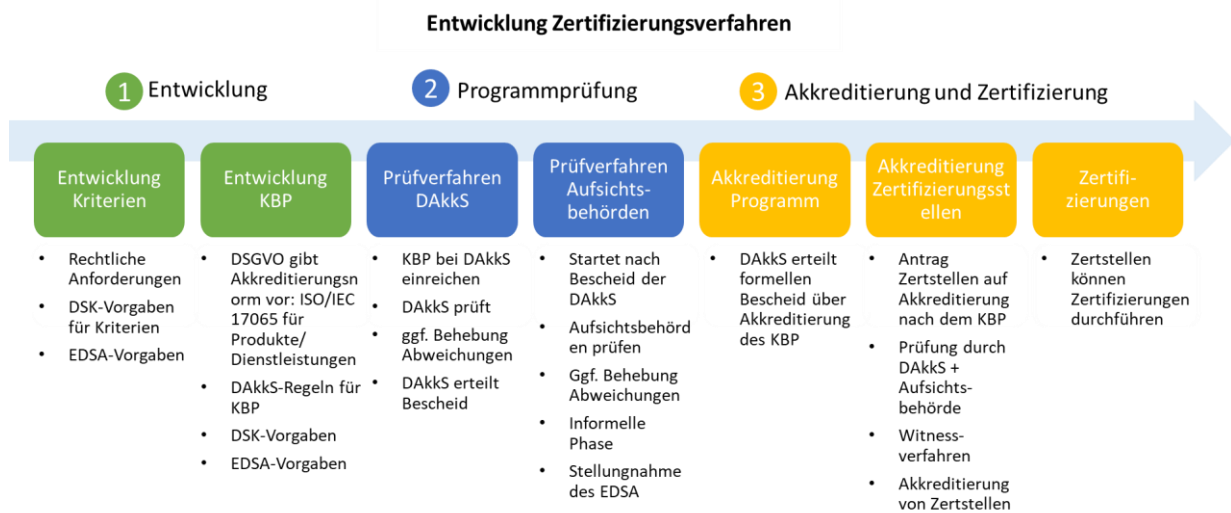 Entwicklung Zertifizierungsverfahren
1 Entwicklung
2 Programmprüfung
3 Akkreditierung und Zertifizierung
Entwicklung
Kriterien
• Rechtliche
Anforderungen
• DSK-Vorgaben
für Kriterien
• EDSA-Vorgaben
Entwicklung
KBP
• DSGVO gibt
Akkreditierungsn
orm vor: ISO/IEC
17065 für
Produkte/
Dienstleistungen
• DAkkS-Regeln für
KBP
• DSK-Vorgaben
• EDSA-Vorgaben
Prüfverfahren
DAkkS
• KBP bei DAkkS
einreichen
• DAkkS prüft
• ggf. Behebung
Abweichungen
• DAkkS erteilt
Bescheid
Prüfverfahren
Aufsichts-
behörden
• Startet nach
Bescheid der
DAkkS
• Aufsichtsbehörd
en prüfen
• Ggf. Behebung
Abweichungen
• Informelle
Phase
• Stellungnahme
des EDSA
Akkreditierung
Programm
• DAkkS erteilt
formellen
Bescheid über
Akkreditierung
des KBP
Akkreditierung
Zertifizierungsst
ellen
• Antrag
Zertstellen auf
Akkreditierung
nach dem KBP
• Prüfung durch
DAkkS +
Aufsichts-
behörde
• Witness-
verfahren
• Akkreditierung
von Zertstellen
Zertifi-
zierungen
• Zertstellen
können
Zertifizierungen
durchführen